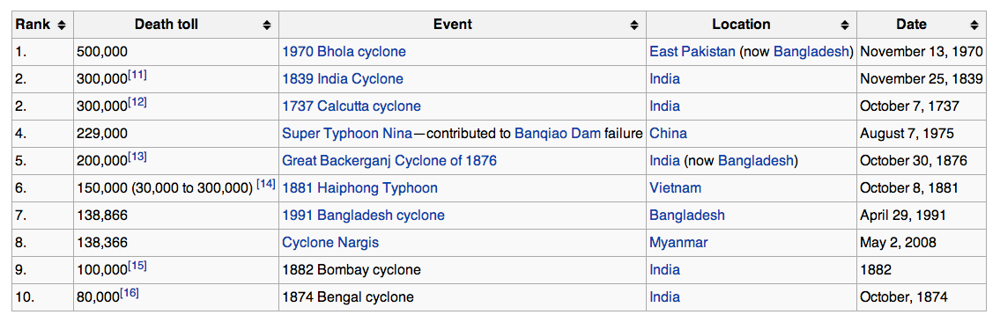 Rank Death toll Event Location Date
1. 500,000 1970 Bhola cyclone East Pakistan (now Bangladesh) November 13, 1970
2. 300,000[11] 1839 India Cyclone India November 25, 1839
2. 300,000[12] 1737 Calcutta cyclone India October 7, 1737
4. 229,000 Super Typhoon Nina—contributed to Banqiao Dam failure China August 7, 1975
5. 200,000[13] Great Backerganj Cyclone of 1876 India (now Bangladesh) October 30, 1876
6. 150,000 (30,000 to 300,000) [14] 1881 Haiphong Typhoon Vietnam October 8, 1881
7. 138,866 1991 Bangladesh cyclone Bangladesh April 29, 1991
8. 138,366 Cyclone Nargis Myanmar May 2, 2008
9. 100,000[15] 1882 Bombay cyclone India 1882
10. 80,000[16] 1874 Bengal cyclone India October, 1874